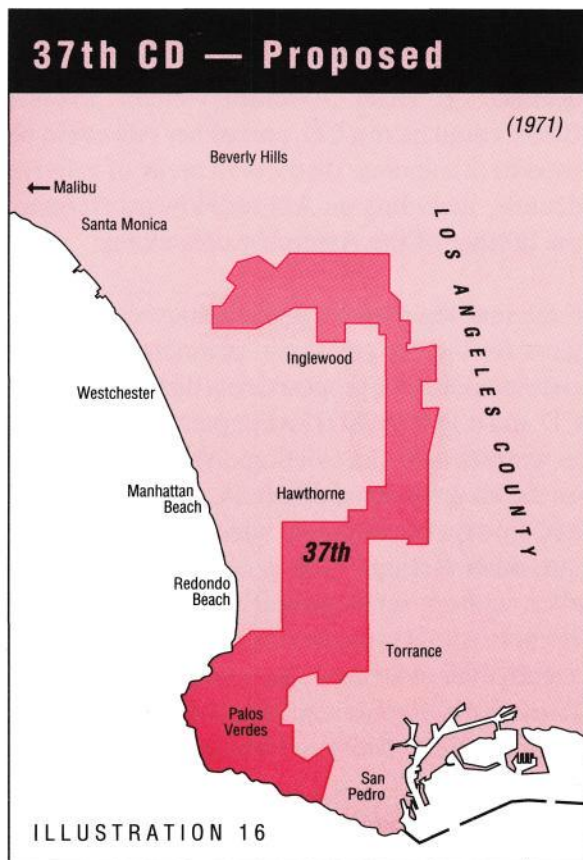 37th CD — Proposed
(1971)
Beverly Hills
Malibu
Santa Monica
LOS ANGELES COUNTY
Inglewood
Westchester
Manhattan
Beach
Hawthorne
37th
Redondo
Beach
Torrance
Palos
Verdes
San
Pedro
ILLUSTRATION 16